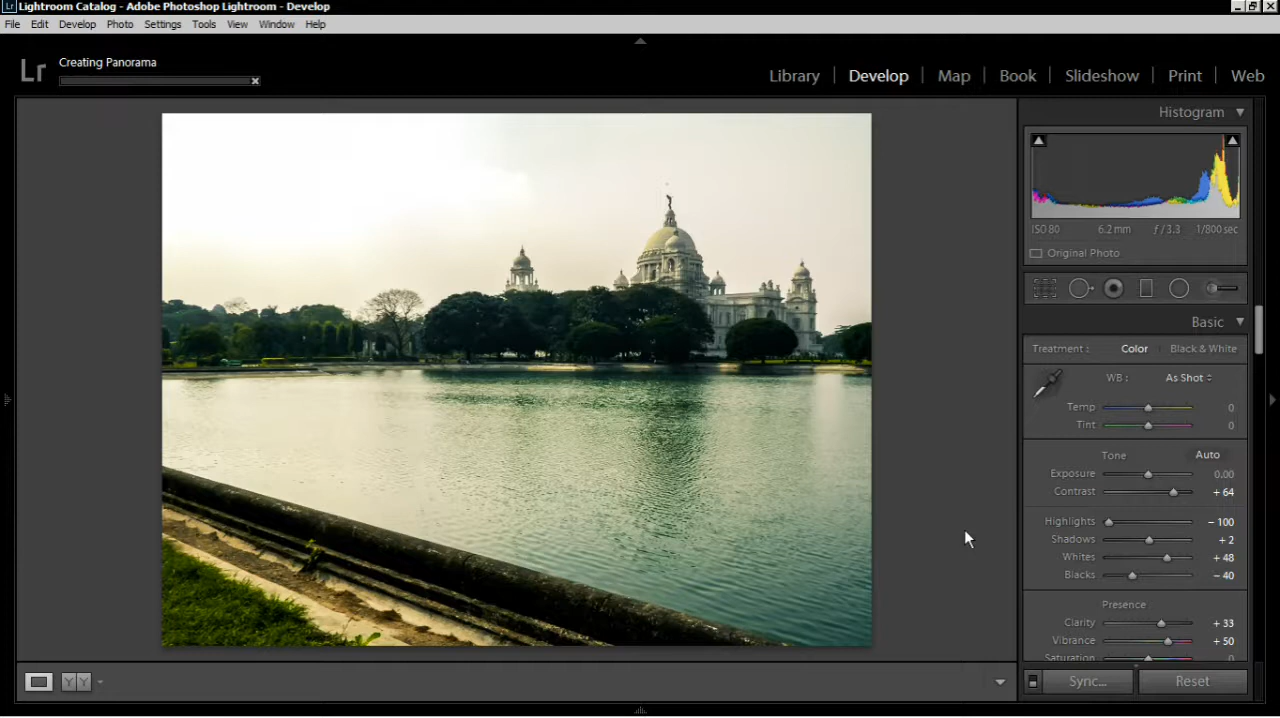 Lr Lightroom Catalog - Adobe Photoshop Lightroom - Develop
File Edit Develop Photo Settings Tools View Window Help
Lr Creating Panorama
Library Develop Map Book Slideshow Print Web
Histogram
ISO 80 6.2 mm ƒ / 3.3 1/800 sec
Original Photo
Basic
Treatment : Color Black & White
WB : As Shot
Temp 0
Tint 0
Tone Auto
Exposure 0.00
Contrast + 64
Highlights − 100
Shadows + 2
Whites + 48
Blacks − 40
Presence
Clarity + 33
Vibrance + 50
Saturation 0
Y Y Sync... Reset